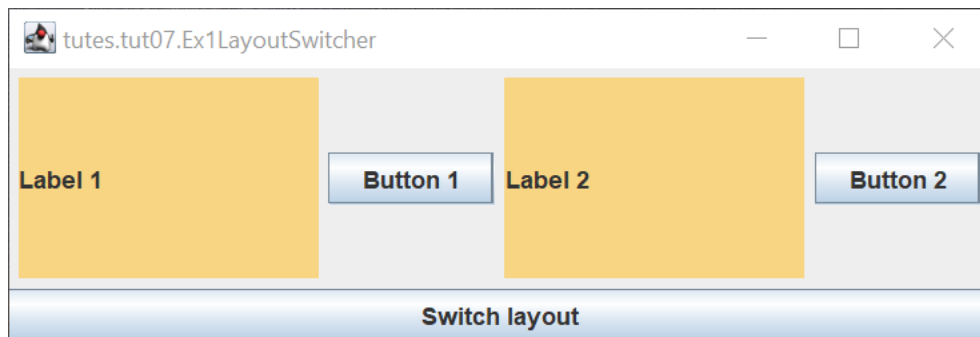 tutes.tut07.Ex1LayoutSwitcher
Label 1 Button 1 Label 2 Button 2
Switch layout